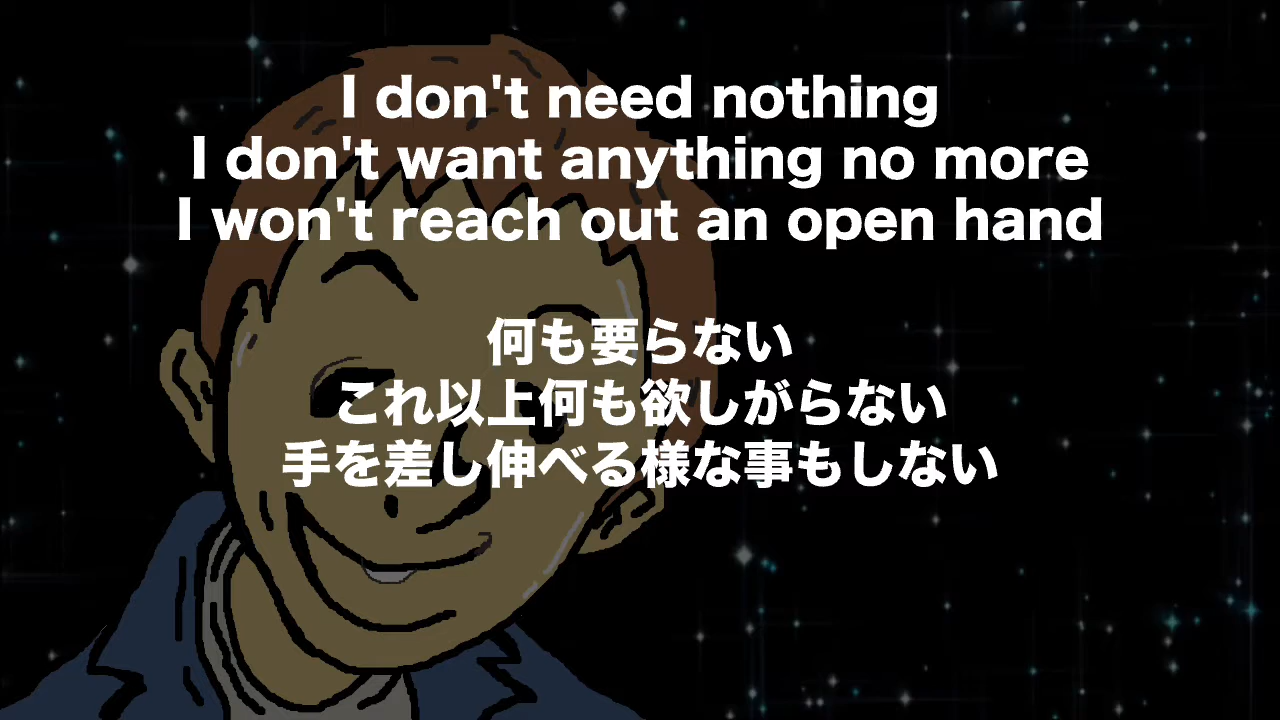 I don't need nothing
I don't want anything no more
I won't reach out an open hand
何も要らない
これ以上何も欲しがらない
手を差し伸べる様な事もしない